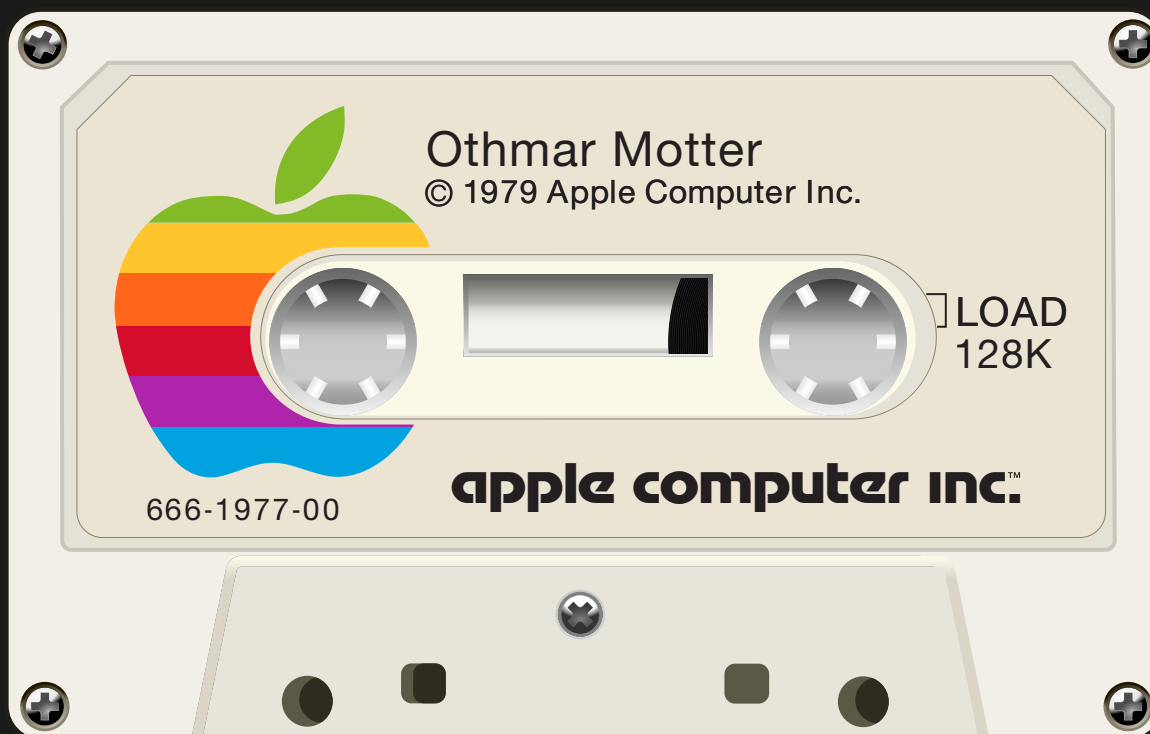 Othmar Motter
© 1979 Apple Computer Inc.
LOAD
128K
apple computer inc.™
666-1977-00